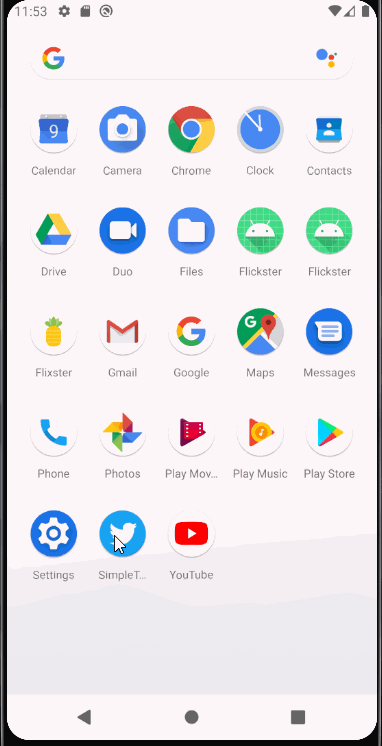 11:53
9
Calendar
Camera
Chrome
Clock
Contacts
Drive
Duo
Files
Flickster
Flickster
Flixster
Gmail
Google
Maps
Messages
Phone
Photos
Play Mov...
Play Music
Play Store
Settings
SimpleT...
YouTube